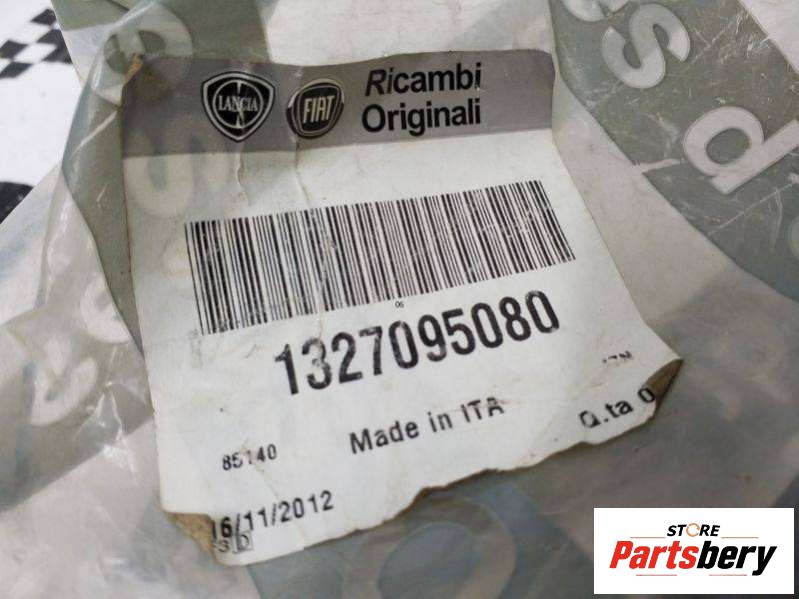 LANCIA
FIAT
Ricambi
Originali
06
1327095080
85140
Made in ITA
Q.ta 0
16/11/2012
STORE
Partsbery